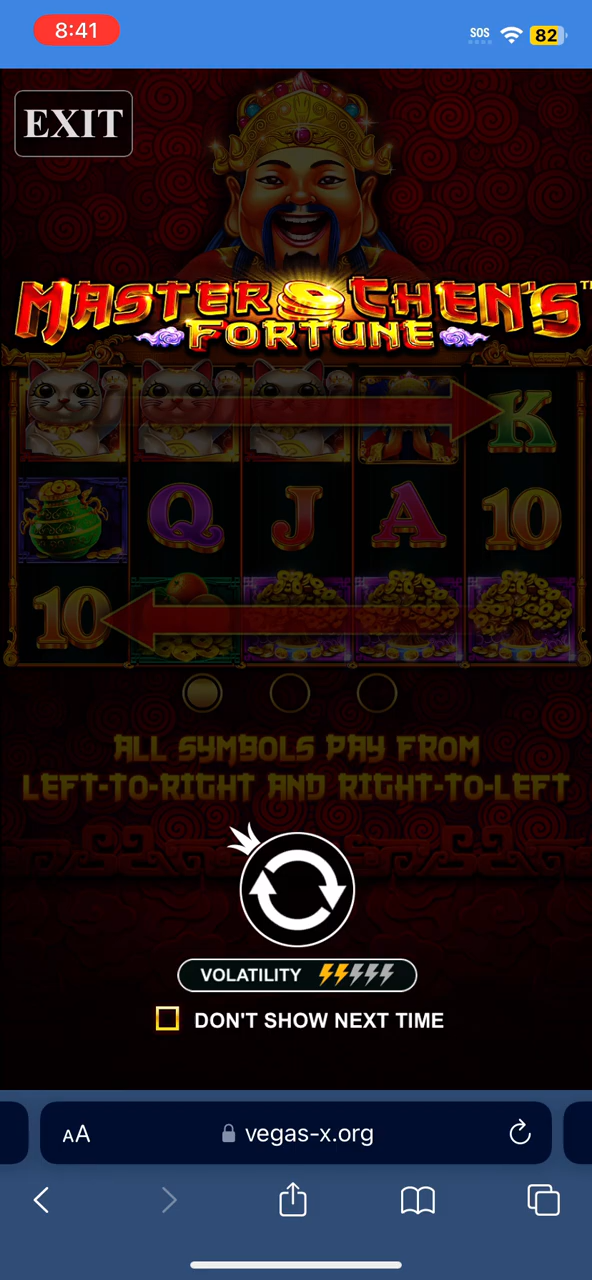 8:41
SOS
82
EXIT
MASTER CHEN'S™
FORTUNE
K
Q
J
A
10
10
ALL SYMBOLS PAY FROM
LEFT-TO-RIGHT AND RIGHT-TO-LEFT
VOLATILITY
DON'T SHOW NEXT TIME
AA
vegas-x.org